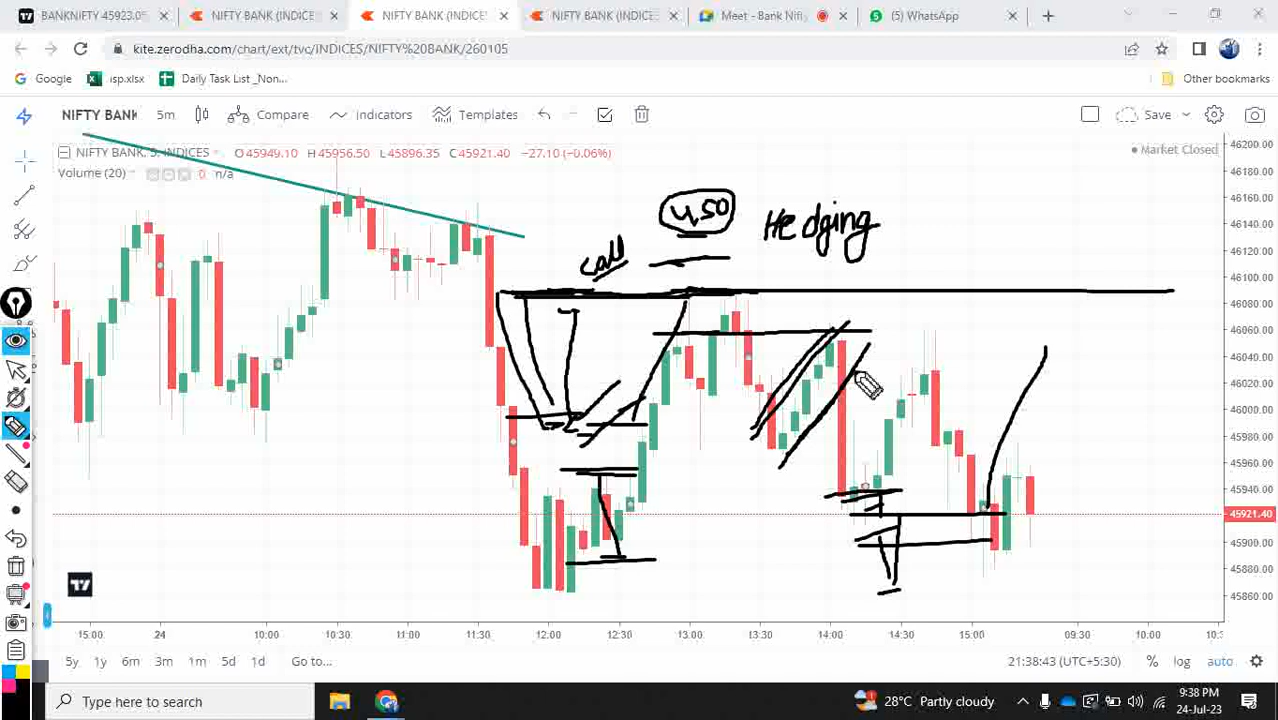 BANKNIFTY 45923.05
NIFTY BANK (INDICE
NIFTY BANK (INDICE
NIFTY BANK (INDICE
Meet - Bank Nif
(5) WhatsApp
kite.zerodha.com/chart/ext/tvc/INDICES/NIFTY%20BANK/260105
Google
isp.xlsx
Daily Task List _Non...
Other bookmarks
NIFTY BANK
5m
Compare
Indicators
Templates
Save
NIFTY BANK, 5, INDICES
O45949.10 H45956.50 L45896.35 C45921.40 −27.10 (−0.06%)
Market Closed
Volume (20)
0 n/a
4,50
Hedging
call
46200.00
46180.00
46160.00
46140.00
46120.00
46100.00
46080.00
46060.00
46040.00
46020.00
46000.00
45980.00
45960.00
45940.00
45921.40
45900.00
45880.00
45860.00
15:00 24 10:00 10:30 11:00 11:30 12:00 12:30 13:00 13:30 14:00 14:30 15:00 09:30 10:00 10:3
5y 1y 6m 3m 1m 5d 1d Go to...
21:38:43 (UTC+5:30) % log auto
Type here to search
28°C Partly cloudy
9:38 PM
24-Jul-23